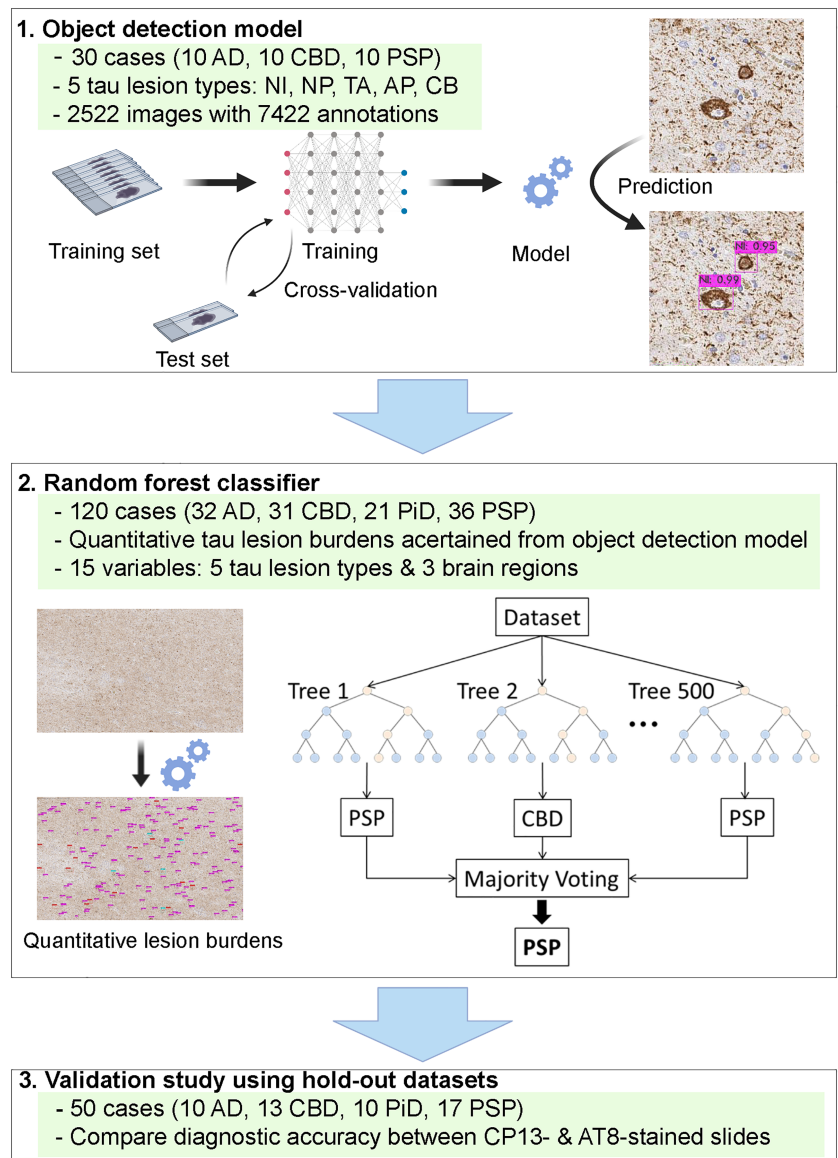 1. Object detection model
- 30 cases (10 AD, 10 CBD, 10 PSP)
- 5 tau lesion types: NI, NP, TA, AP, CB
- 2522 images with 7422 annotations
Training set
Training
Model
Prediction
Cross-validation
Test set
NI: 0.95
NI: 0.99
2. Random forest classifier
- 120 cases (32 AD, 31 CBD, 21 PiD, 36 PSP)
- Quantitative tau lesion burdens acertained from object detection model
- 15 variables: 5 tau lesion types & 3 brain regions
Dataset
Tree 1
Tree 2
Tree 500
...
PSP
CBD
PSP
Majority Voting
PSP
Quantitative lesion burdens
3. Validation study using hold-out datasets
- 50 cases (10 AD, 13 CBD, 10 PiD, 17 PSP)
- Compare diagnostic accuracy between CP13- & AT8-stained slides